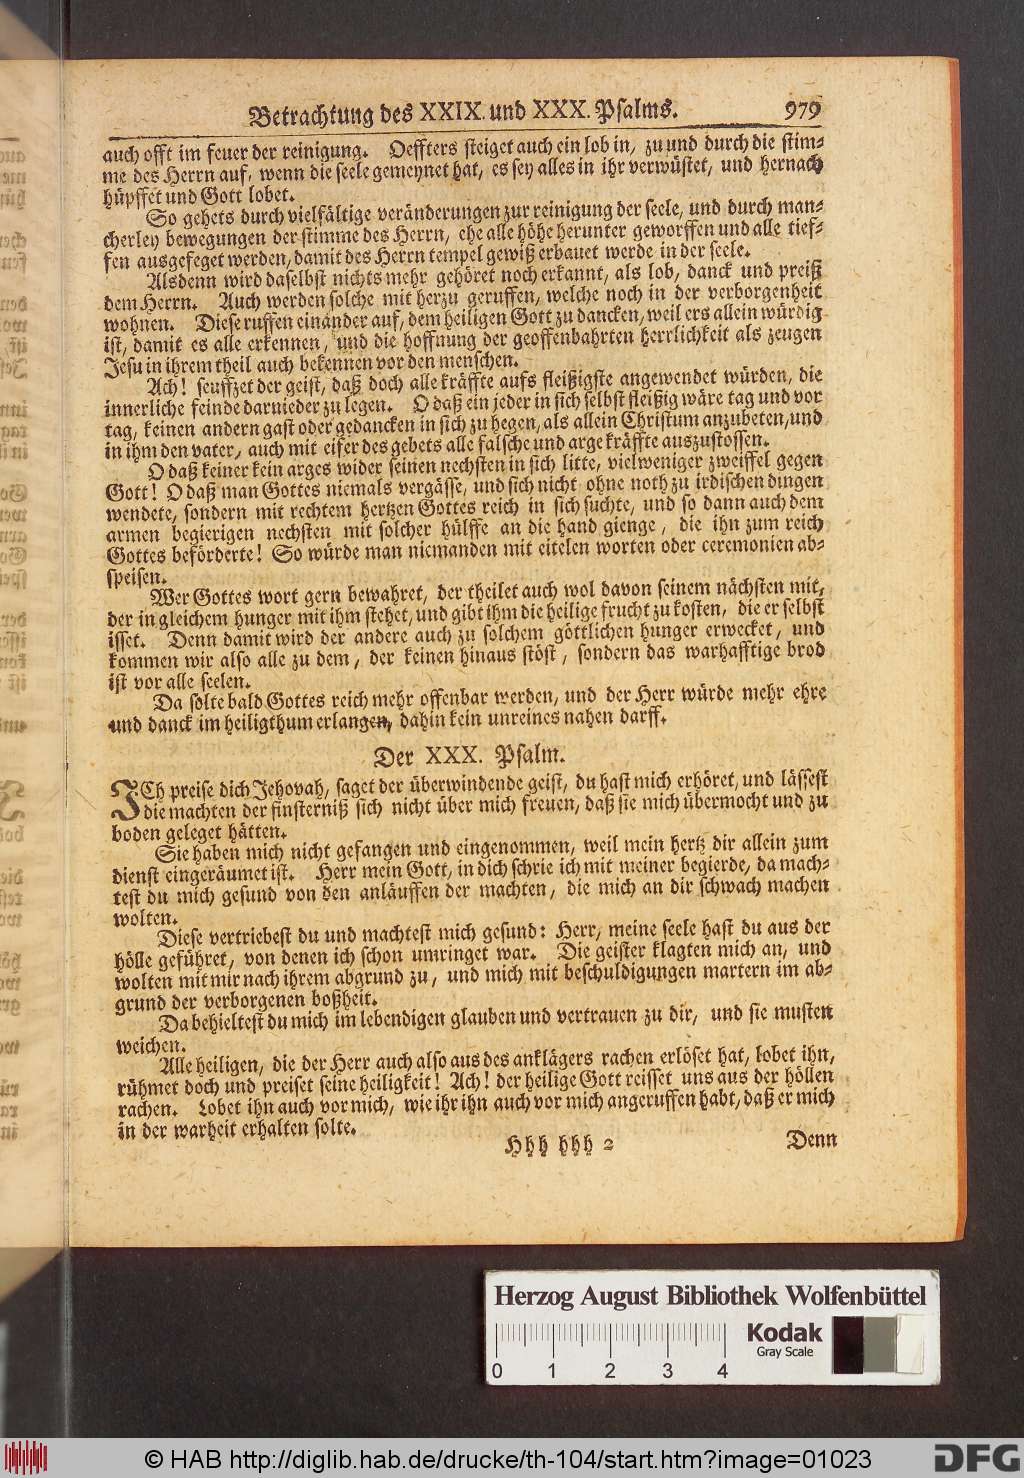 Betrachtung des XXIX. und XXX. Psalms. 979
auch offt im feuer der reinigung. Oeffters steiget auch ein lob in, zu und durch die stim-
me des Herrn auf, wenn die seele gemeynet hat, es sey alles in ihr verwüstet, und hernach
hüpffet und Gott lobet.
So gehets durch vielfältige veränderungen zur reinigung der seele, und durch man-
cherley bewegungen der stimme des Herrn, ehe alle höhe herunter geworffen und alle tief-
fen ausgefeget werden, damit des Herrn tempel gewiß erbauet werde in der seele.
Alsdenn wird daselbst nichts mehr gehöret noch erkannt, als lob, danck und preiß
dem Herrn. Auch werden solche mit herzu geruffen, welche noch in der verborgenheit
wohnen. Diese ruffen einander auf, dem heiligen Gott zu dancken, weil ers allein würdig
ist, damit es alle erkennen, und die hoffnung der geoffenbahrten herrlichkeit als zeugen
Jesu in ihrem theil auch bekennen vor den menschen.
Ach! seuffzet der geist, daß doch alle kräffte aufs fleißigste angewendet würden, die
innerliche feinde darnieder zu legen. O daß ein jeder in sich selbst fleißig wäre tag und vor
tag, keinen andern gast oder gedancken in sich zu hegen, als allein Christum anzubeten, und
in ihm den vater, auch mit eifer des gebets alle falsche und arge kräffte auszustossen.
O daß keiner kein arges wider seinen nechsten in sich litte, vielweniger zweiffel gegen
Gott! O daß man Gottes niemals vergässe, und sich nicht ohne noth zu irdischen dingen
wendete, sondern mit rechtem hertzen Gottes reich in sich suchte, und so dann auch dem
armen begierigen nechsten mit solcher hülffe an die hand gienge, die ihn zum reich
Gottes beförderte! So würde man niemanden mit eitelen worten oder ceremonien ab-
speisen.
Wer Gottes wort gern bewahret, der theilet auch wol davon seinem nächsten mit,
der in gleichem hunger mit ihm stehet, und gibt ihm die heilige frucht zu kosten, die er selbst
isset. Denn damit wird der andere auch zu solchem göttlichen hunger erwecket, und
kommen wir also alle zu dem, der keinen hinaus stöst, sondern das warhafftige brod
ist vor alle seelen.
Da solte bald Gottes reich mehr offenbar werden, und der Herr würde mehr ehre
und danck im heiligthum erlangen, dahin kein unreines nahen darff.
Der XXX. Psalm.
JCh preise dich Jehovah, saget der überwindende geist, du hast mich erhöret, und lässest
die machten der finsterniß sich nicht über mich freuen, daß sie mich übermocht und zu
boden geleget hätten.
Sie haben mich nicht gefangen und eingenommen, weil mein hertz dir allein zum
dienst eingeräumet ist. Herr mein Gott, in dich schrie ich mit meiner begierde, da mach-
test du mich gesund von den anläuffen der machten, die mich an dir schwach machen
wolten.
Diese vertriebest du und machtest mich gesund: Herr, meine seele hast du aus der
hölle geführet, von denen ich schon umringet war. Die geister klagten mich an, und
wolten mit mir nach ihrem abgrund zu, und mich mit beschuldigungen martern im ab-
grund der verborgenen boßheit.
Da behieltest du mich im lebendigen glauben und vertrauen zu dir, und sie musten
weichen.
Alle heiligen, die der Herr auch also aus des anklägers rachen erlöset hat, lobet ihn,
rühmet doch und preiset seine heiligkeit! Ach! der heilige Gott reisset uns aus der höllen
rachen. Lobet ihn auch vor mich, wie ihr ihn auch vor mich angeruffen habt, daß er mich
in der warheit erhalten solte.
Hhh hhh 2 Denn
Herzog August Bibliothek Wolfenbüttel
Kodak
Gray Scale
0 1 2 3 4
© HAB http://diglib.hab.de/drucke/th-104/start.htm?image=01023
DFG